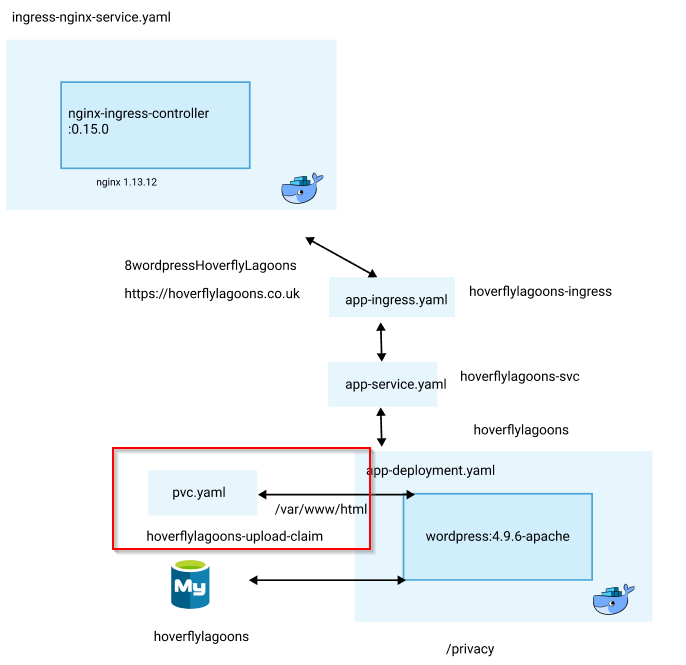 ingress-nginx-service.yaml
nginx-ingress-controller
:0.15.0
nginx 1.13.12
8wordpressHoverflyLagoons
https://hoverflylagoons.co.uk
app-ingress.yaml
hoverflylagoons-ingress
app-service.yaml
hoverflylagoons-svc
hoverflylagoons
app-deployment.yaml
pvc.yaml
/var/www/html
hoverflylagoons-upload-claim
wordpress:4.9.6-apache
My
hoverflylagoons
/privacy